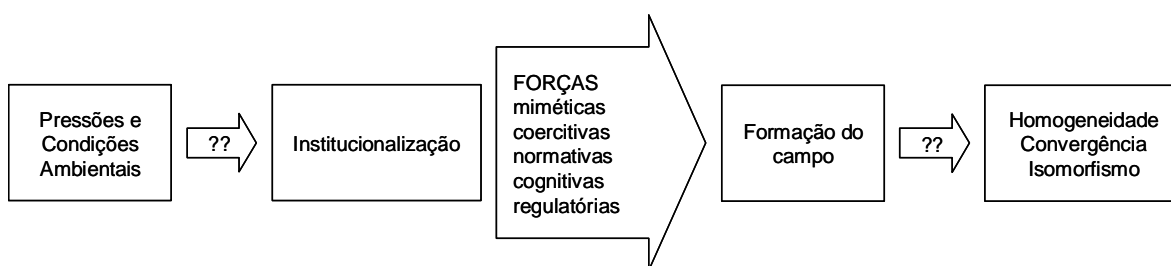 Pressões e
Condições
Ambientais
??
Institucionalização
FORÇAS
miméticas
coercitivas
normativas
cognitivas
regulatórias
Formação do
campo
??
Homogeneidade
Convergência
Isomorfismo